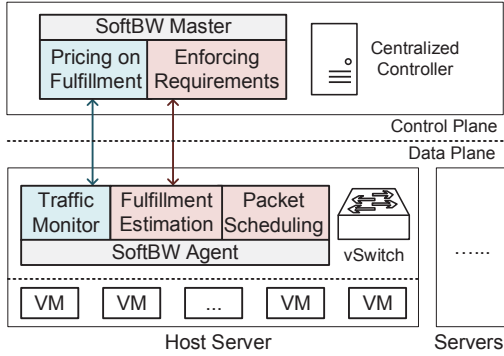 SoftBW Master
Pricing on
Fulfillment
Enforcing
Requirements
Centralized
Controller
Control Plane
Data Plane
Traffic
Monitor
Fulfillment
Estimation
Packet
Scheduling
SoftBW Agent
vSwitch
......
VM
VM
...
VM
VM
Host Server
Servers